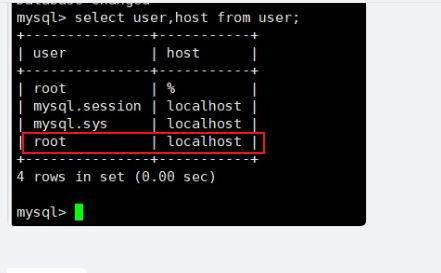 Database changed
mysql> select user,host from user;
+---------------+-----------+
| user          | host      |
+---------------+-----------+
| root          | %         |
| mysql.session | localhost |
| mysql.sys     | localhost |
| root          | localhost |
+---------------+-----------+
4 rows in set (0.00 sec)
mysql>